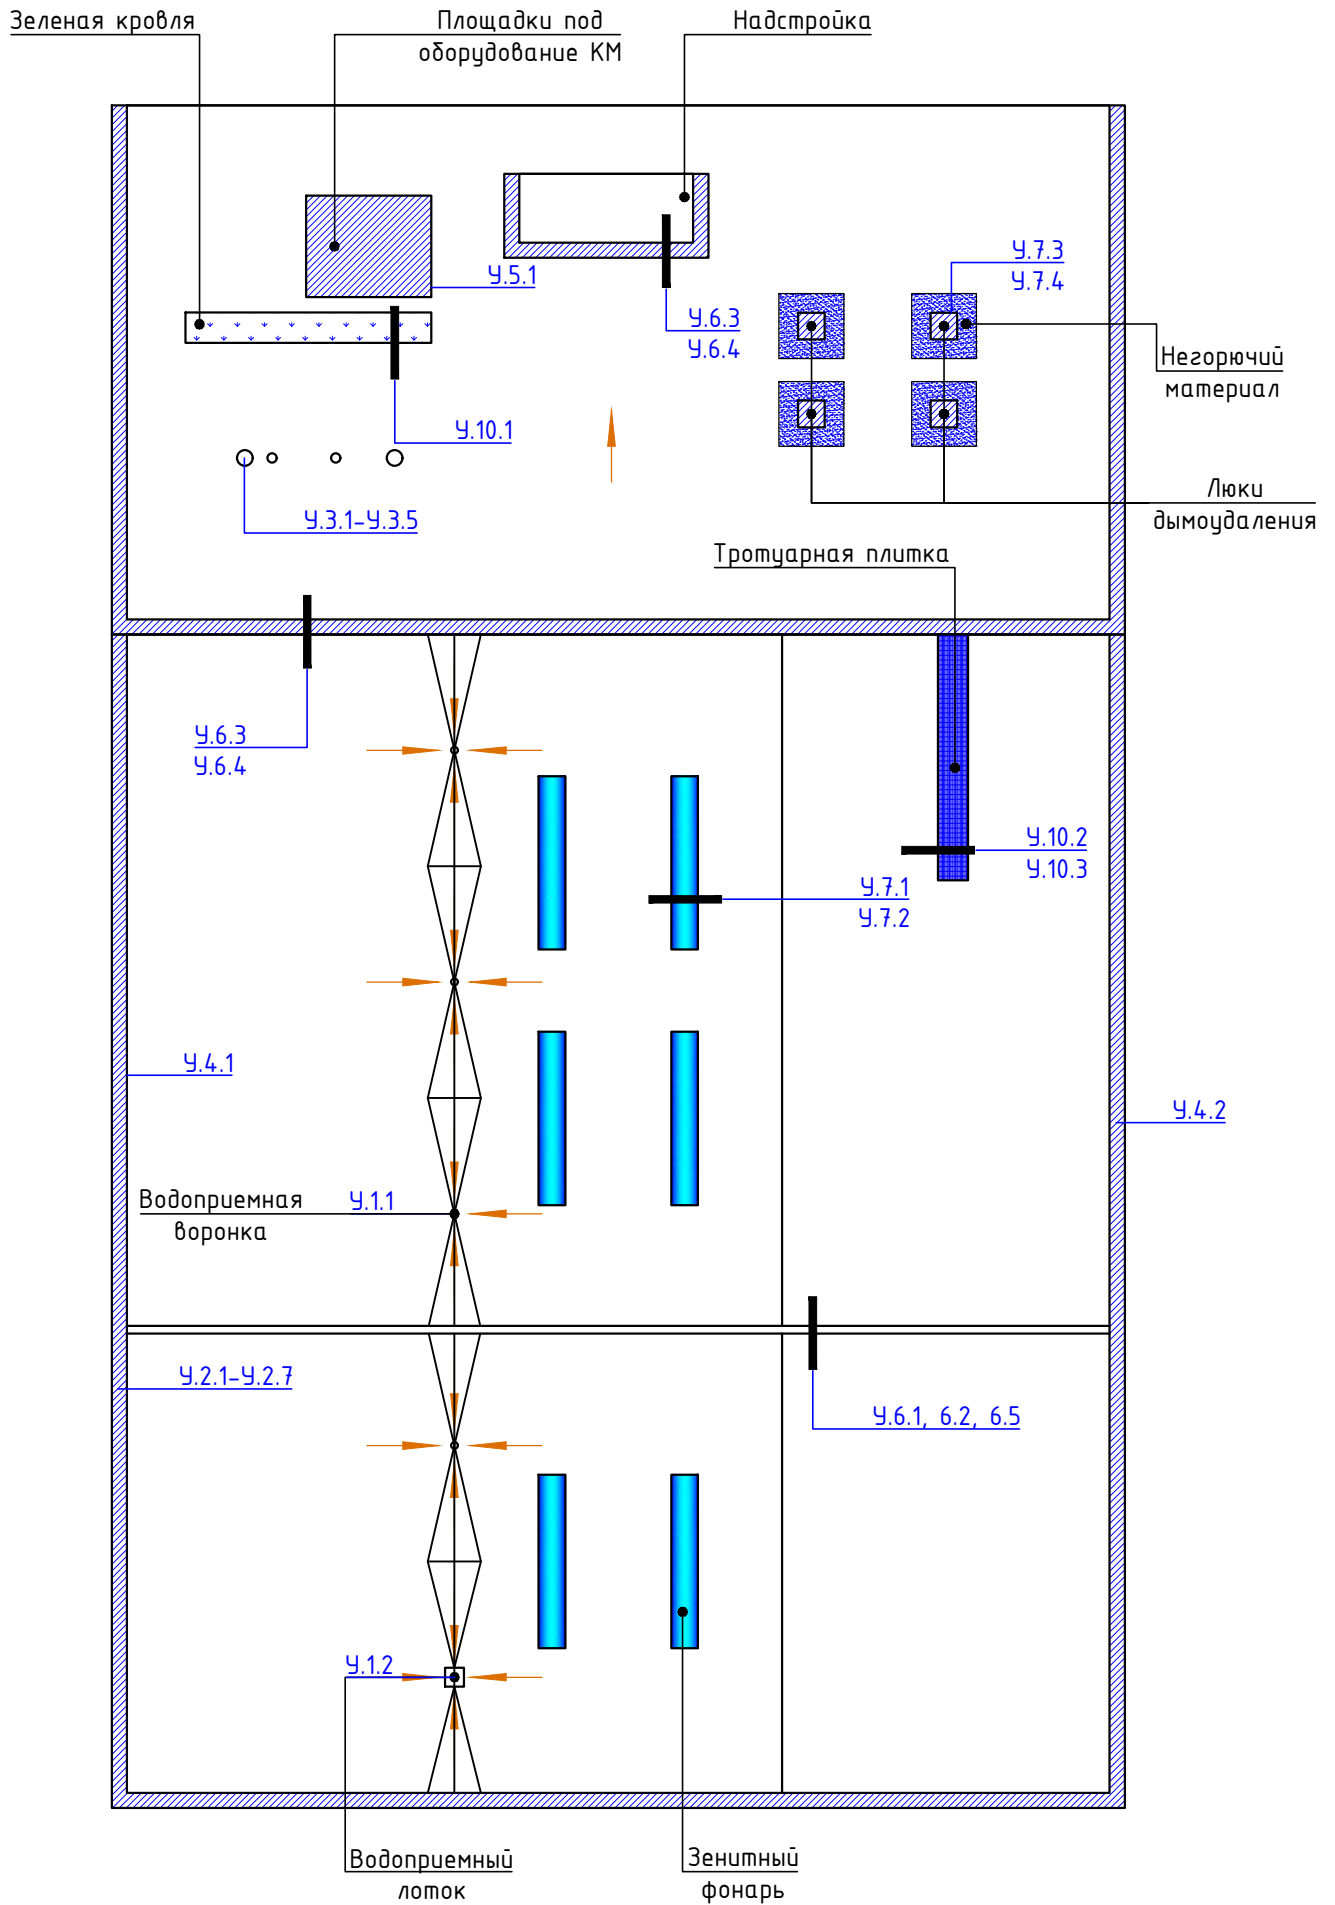 Зеленая кровля
Площадки под
оборудование КМ
Надстройка
У.5.1
У.6.3
У.6.4
У.7.3
У.7.4
Негорючий
материал
У.10.1
У.3.1-У.3.5
Люки
дымоудаления
Тротуарная плитка
У.6.3
У.6.4
У.10.2
У.10.3
У.7.1
У.7.2
У.4.1
У.4.2
Водоприемная
воронка
У.1.1
У.2.1-У.2.7
У.6.1, 6.2, 6.5
У.1.2
Водоприемный
лоток
Зенитный
фонарь